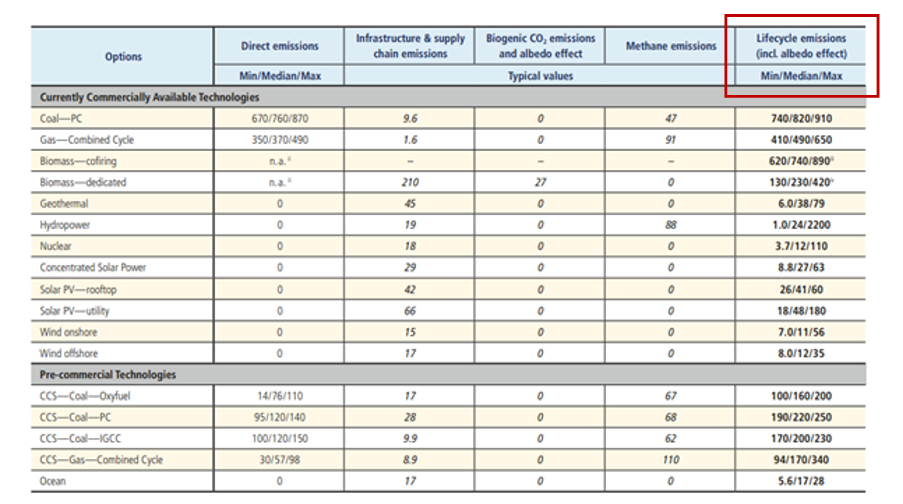 Options Direct emissions Infrastructure & supply chain emissions Biogenic CO₂ emissions and albedo effect Methane emissions Lifecycle emissions (incl. albedo effect)
Min/Median/Max Typical values Min/Median/Max
Currently Commercially Available Technologies
Coal—PC 670/760/870 9.6 0 47 740/820/910
Gas—Combined Cycle 350/370/490 1.6 0 91 410/490/650
Biomass—cofiring n.a. ii – – – 620/740/890
Biomass—dedicated n.a. ii 210 27 0 130/230/420
Geothermal 0 45 0 0 6.0/38/79
Hydropower 0 19 0 88 1.0/24/2200
Nuclear 0 18 0 0 3.7/12/110
Concentrated Solar Power 0 29 0 0 8.8/27/63
Solar PV—rooftop 0 42 0 0 26/41/60
Solar PV—utility 0 66 0 0 18/48/180
Wind onshore 0 15 0 0 7.0/11/56
Wind offshore 0 17 0 0 8.0/12/35
Pre-commercial Technologies
CCS—Coal—Oxyfuel 14/76/110 17 0 67 100/160/200
CCS—Coal—PC 95/120/140 28 0 68 190/220/250
CCS—Coal—IGCC 100/120/150 9.9 0 62 170/200/230
CCS—Gas—Combined Cycle 30/57/98 8.9 0 110 94/170/340
Ocean 0 17 0 0 5.6/17/28